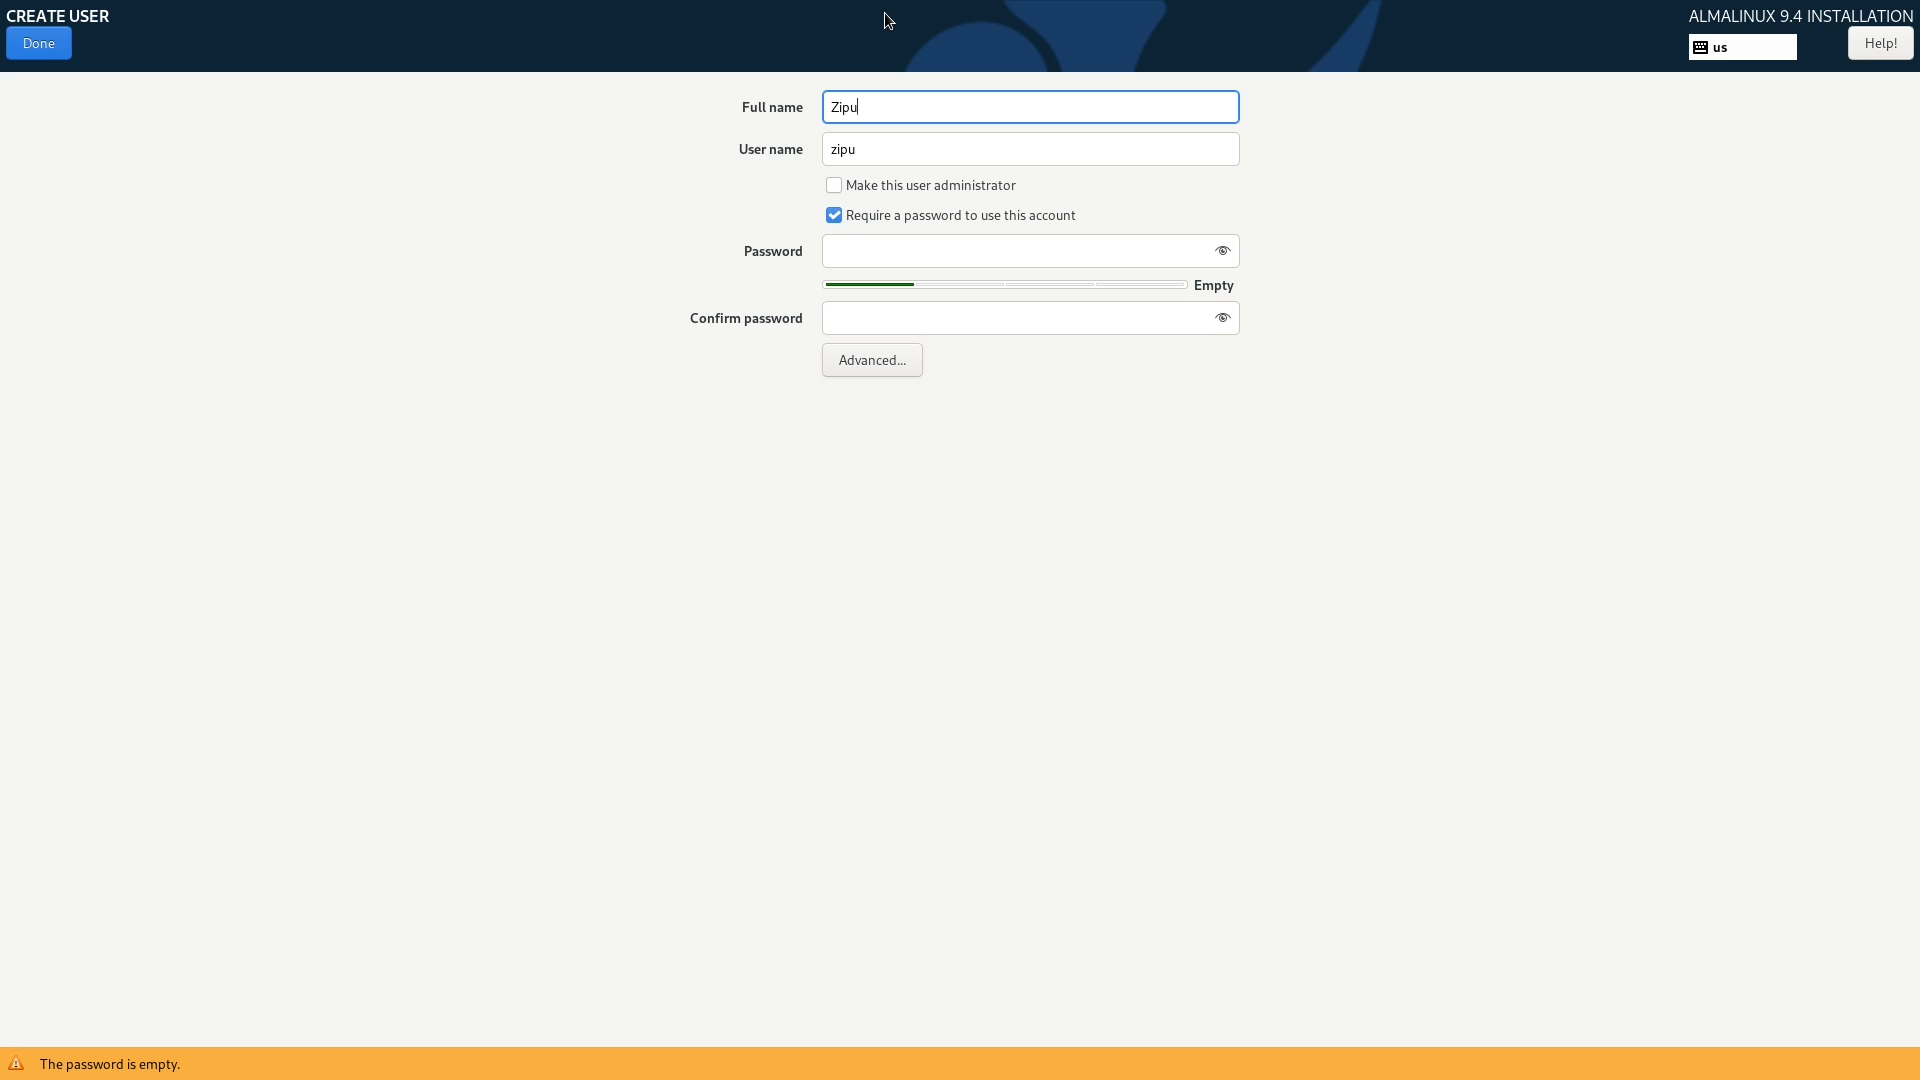 CREATE USER
ALMALINUX 9.4 INSTALLATION
Done
us
Help!
Full name
Zipu
User name
zipu
Make this user administrator
Require a password to use this account
Password
Empty
Confirm password
Advanced...
The password is empty.